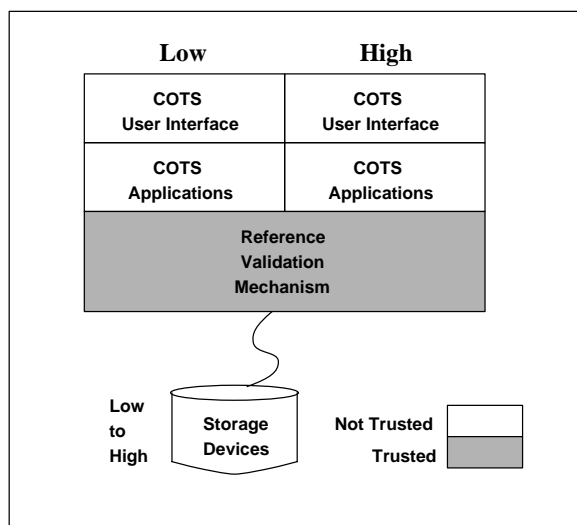 Low High
COTS
User Interface
COTS
User Interface
COTS
Applications
COTS
Applications
Reference
Validation
Mechanism
Low
to
High
Storage
Devices
Not Trusted
Trusted